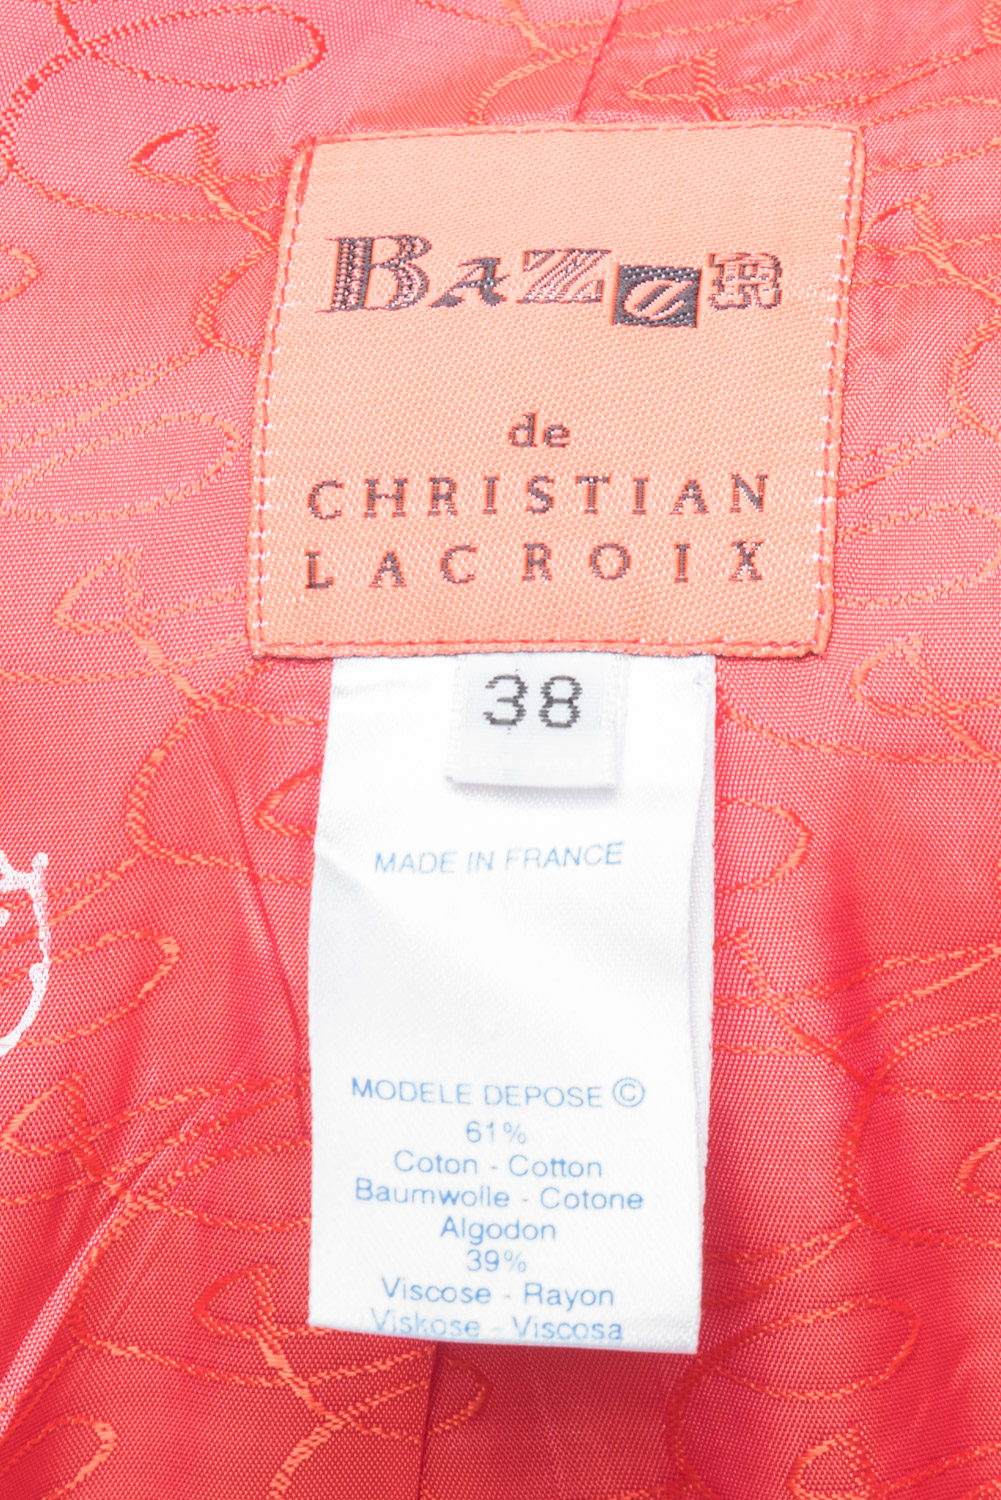 BAZaR
de
CHRISTIAN
LACROIX
38
MADE IN FRANCE
MODELE DEPOSE ©
61%
Coton - Cotton
Baumwolle - Cotone
Algodon
39%
Viscose - Rayon
Viskose - Viscosa